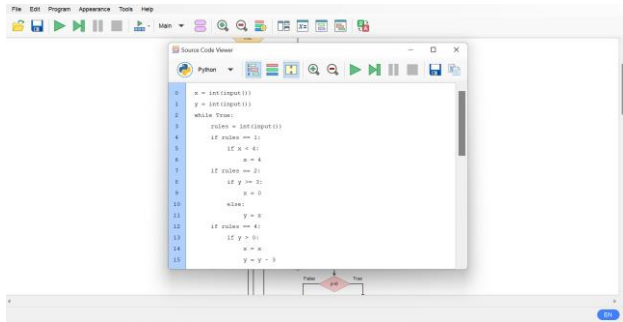 File Edit Program Appearance Tools Help
Main
Source Code Viewer
Python
0 x = int(input())
1 y = int(input())
2 while True:
3 rules = int(input())
4 if rules == 1:
5 if x < 4:
6 x = 4
7 if rules == 2:
8 if y >= 3:
9 x = 0
10 else:
11 y = x
12 if rules == 4:
13 if y > 0:
14 x = x
15 y = y - 3
False True
EN